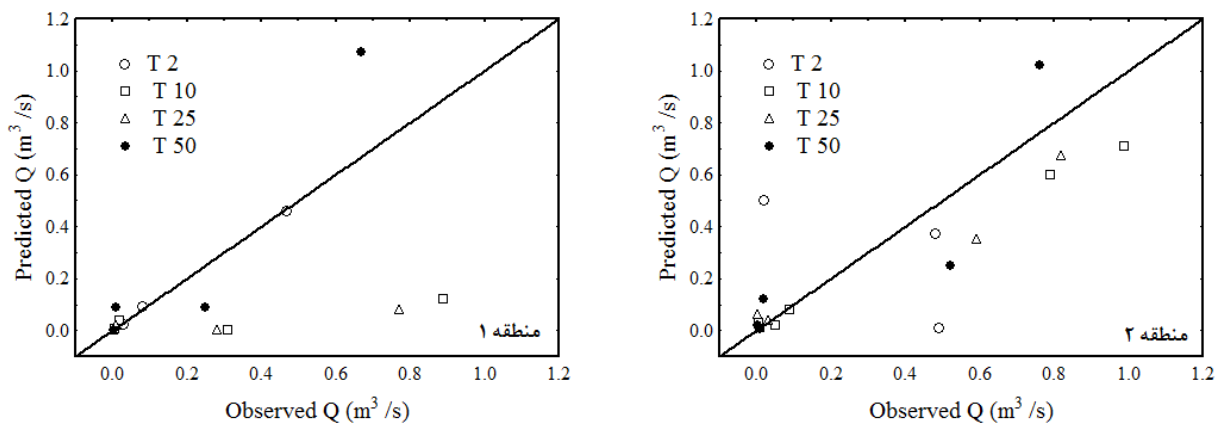 1.2
1.0
0.8
0.6
0.4
0.2
0.0
Predicted Q (m³ /s)
T 2
T 10
T 25
T 50
منطقه ۱
0.0 0.2 0.4 0.6 0.8 1.0 1.2
Observed Q (m³ /s)
1.2
1.0
0.8
0.6
0.4
0.2
0.0
Predicted Q (m³ /s)
T 2
T 10
T 25
T 50
منطقه ۲
0.0 0.2 0.4 0.6 0.8 1.0 1.2
Observed Q (m³ /s)